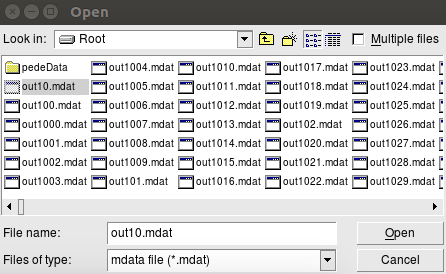 Open
Look in: Root Multiple files
pedeData out1004.mdat out1010.mdat out1017.mdat out1023.mdat
out10.mdat out1005.mdat out1011.mdat out1018.mdat out1024.mdat
out100.mdat out1006.mdat out1012.mdat out1019.mdat out1025.mdat
out1000.mdat out1007.mdat out1013.mdat out102.mdat out1026.mdat
out1001.mdat out1008.mdat out1014.mdat out1020.mdat out1027.mdat
out1002.mdat out1009.mdat out1015.mdat out1021.mdat out1028.mdat
out1003.mdat out101.mdat out1016.mdat out1022.mdat out1029.mdat
File name: out10.mdat Open
Files of type: mdata file (*.mdat) Cancel